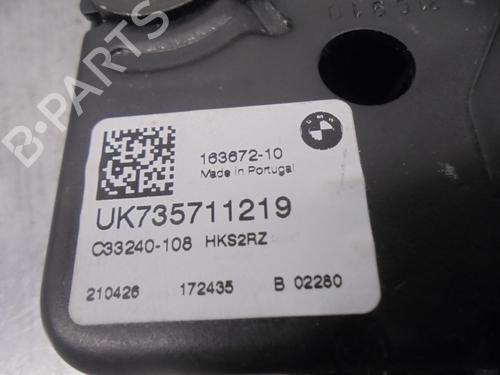 B-PARTS
163672-10
Made in Portugal
UK735711219
C33240-108 HKS2RZ
210426 172435 B 02280